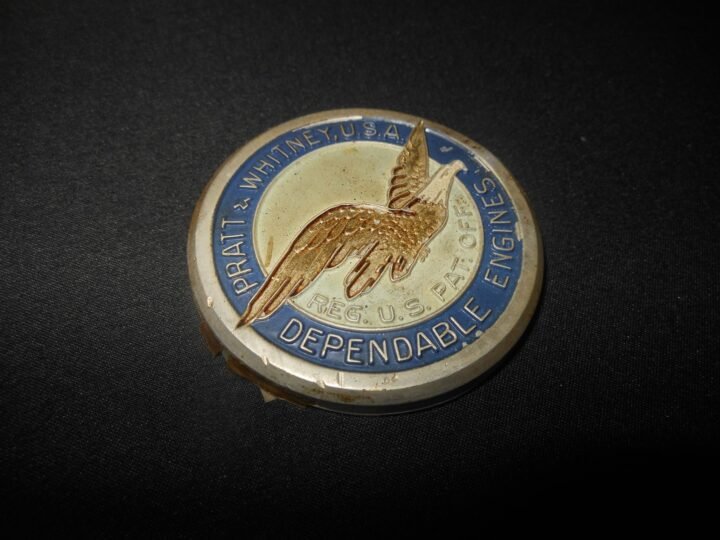 PRATT & WHITNEY, U.S.A.
DEPENDABLE ENGINES.
REG. U.S. PAT. OFF.